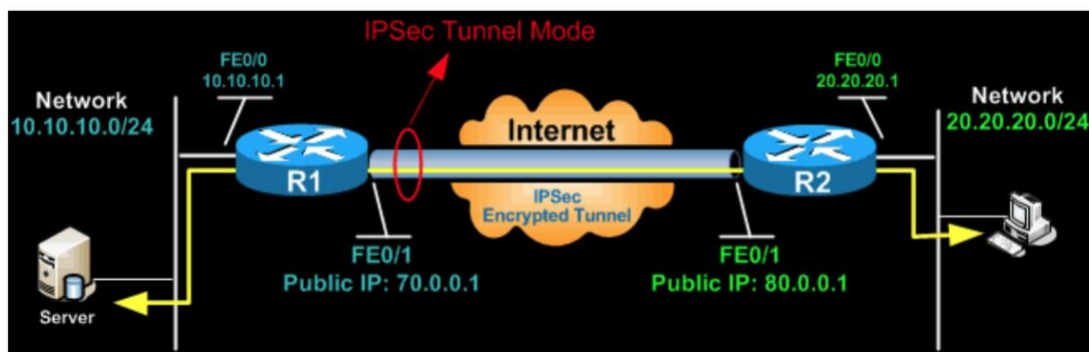 IPSec Tunnel Mode
FE0/0
10.10.10.1
Network
10.10.10.0/24
R1
Internet
IPSec
Encrypted Tunnel
FE0/0
20.20.20.1
Network
20.20.20.0/24
R2
FE0/1
Public IP: 70.0.0.1
FE0/1
Public IP: 80.0.0.1
Server